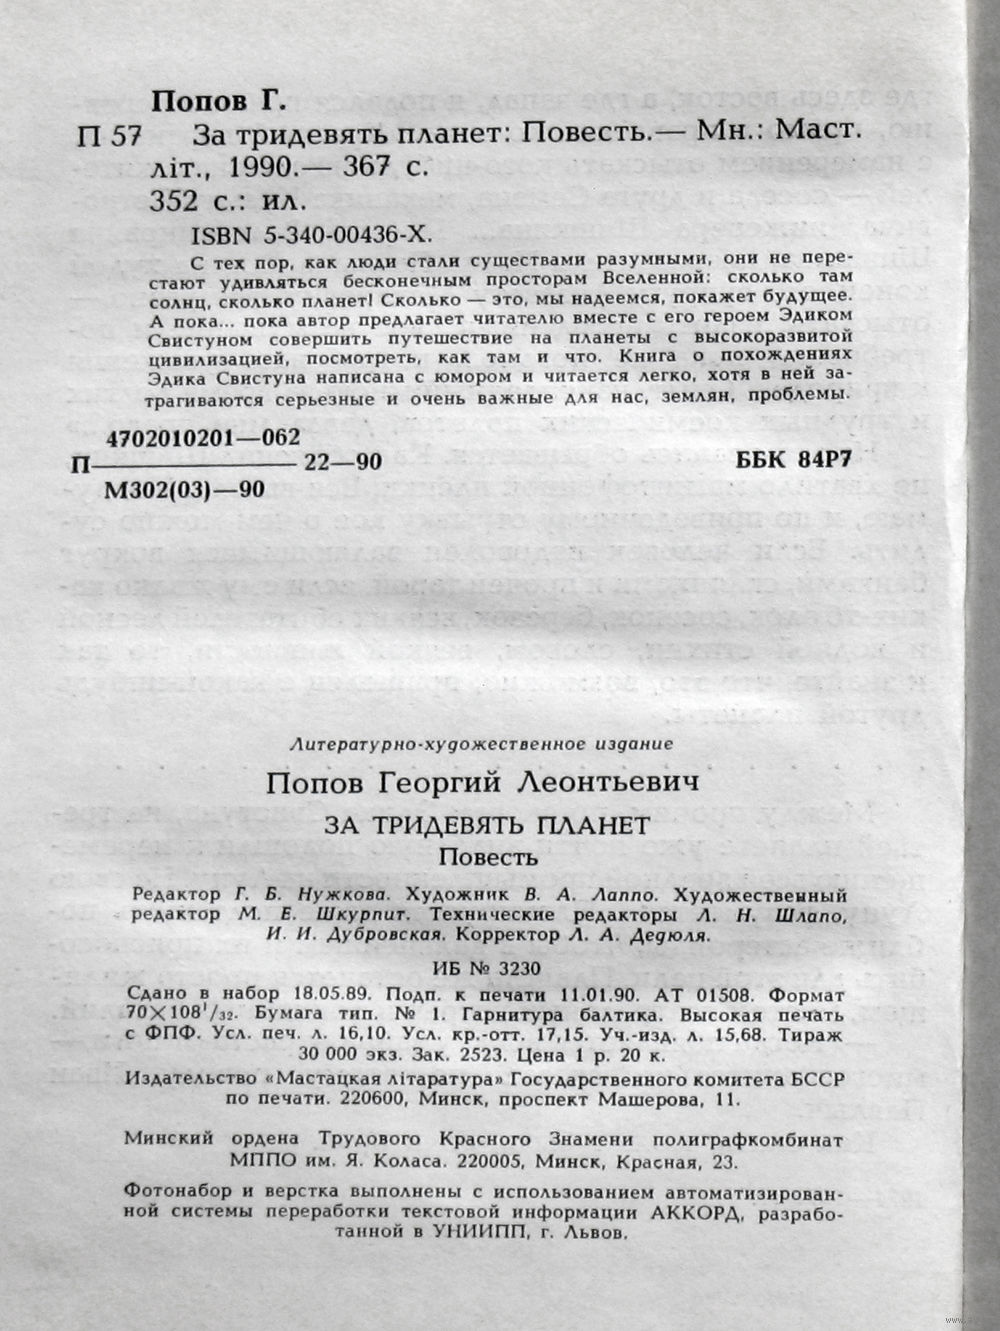 Попов Г.
П 57 За тридевять планет: Повесть.— Мн.: Маст.
літ., 1990.— 367 с.
352 с.: ил.
ISBN 5-340-00436-X.
С тех пор, как люди стали существами разумными, они не пере-
стают удивляться бесконечным просторам Вселенной: сколько там
солнц, сколько планет! Сколько — это, мы надеемся, покажет будущее.
А пока... пока автор предлагает читателю вместе с его героем Эдиком
Свистуном совершить путешествие на планеты с высокоразвитой
цивилизацией, посмотреть, как там и что. Книга о похождениях
Эдика Свистуна написана с юмором и читается легко, хотя в ней за-
трагиваются серьезные и очень важные для нас, землян, проблемы.
4702010201—062
П——————— 22—90
М302(03)—90
ББК 84Р7
Литературно-художественное издание
Попов Георгий Леонтьевич
ЗА ТРИДЕВЯТЬ ПЛАНЕТ
Повесть
Редактор Г. Б. Нужкова. Художник В. А. Лаппо. Художественный
редактор М. Е. Шкурпит. Технические редакторы Л. Н. Шлапо,
И. И. Дубровская. Корректор Л. А. Дедюля.
ИБ № 3230
Сдано в набор 18.05.89. Подп. к печати 11.01.90. АТ 01508. Формат
70×108¹/₃₂. Бумага тип. № 1. Гарнитура балтика. Высокая печать
с ФПФ. Усл. печ. л. 16,10. Усл. кр.-отт. 17,15. Уч.-изд. л. 15,68. Тираж
30 000 экз. Зак. 2523. Цена 1 р. 20 к.
Издательство «Мастацкая літаратура» Государственного комитета БССР
по печати. 220600, Минск, проспект Машерова, 11.
Минский ордена Трудового Красного Знамени полиграфкомбинат
МППО им. Я. Коласа. 220005, Минск, Красная, 23.
Фотонабор и верстка выполнены с использованием автоматизирован-
ной системы переработки текстовой информации АККОРД, разрабо-
танной в УНИИПП, г. Львов.